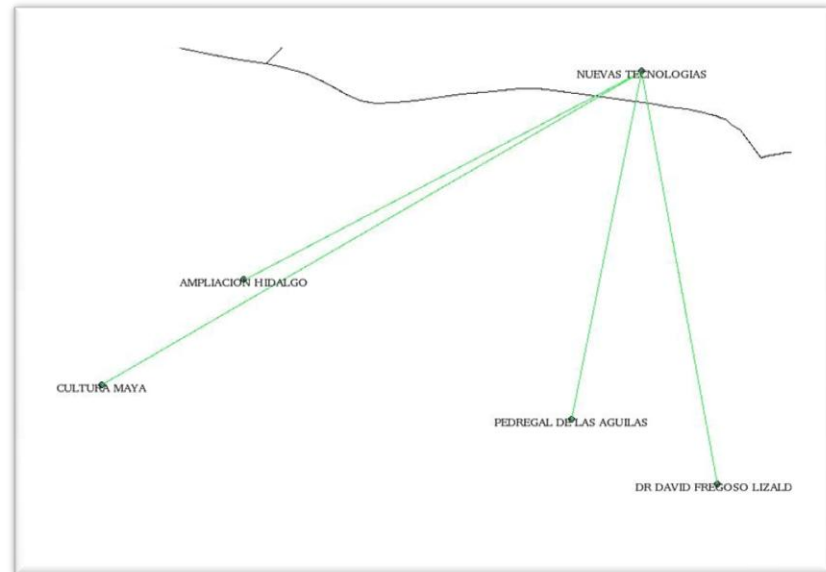 NUEVAS TECNOLOGIAS
AMPLIACION HIDALGO
CULTURA MAYA
PEDREGAL DE LAS AGUILAS
DR DAVID FREGOSO LIZALD